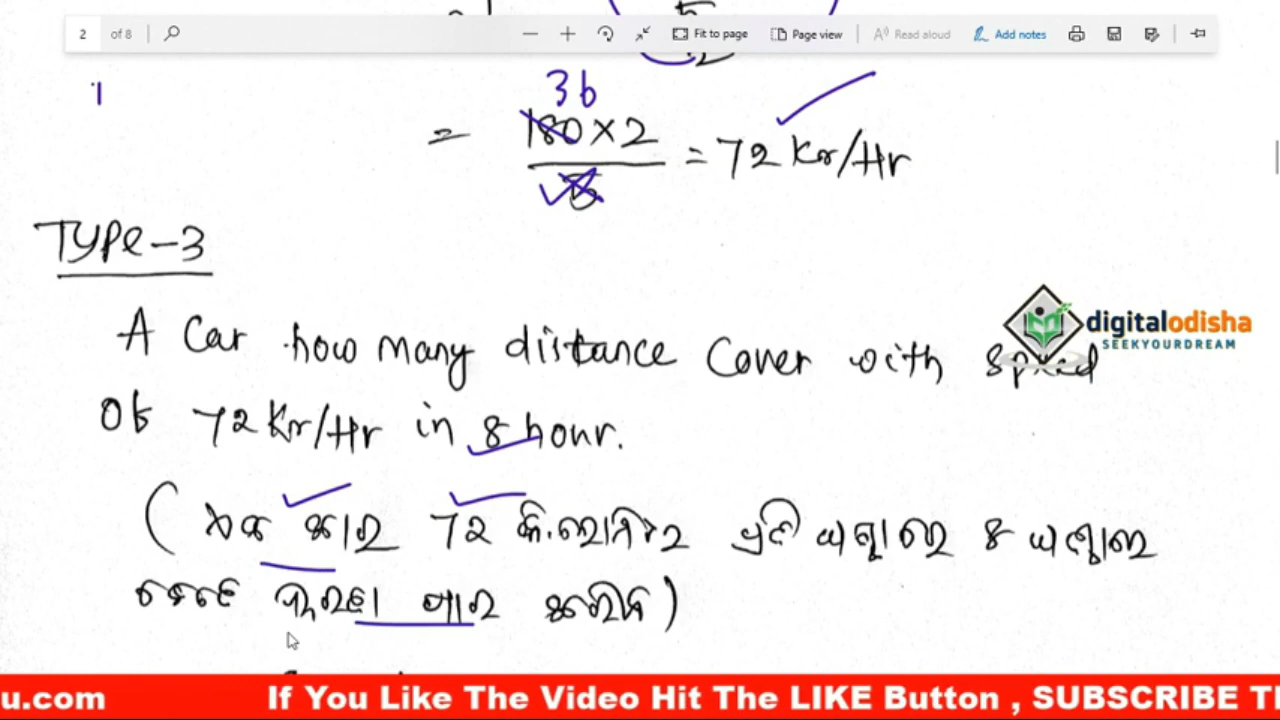 2 of 8 Fit to page Page view Read aloud Add notes
36
= 180 × 2 = 72 Km/Hr
5
TYPE-3
digitalodisha
SEEKYOURDREAM
A Car how many distance Cover with speed
of 72 Km/Hr in 8 hour.
( ଏକ କାର 72 କି.ମି ପ୍ରତି ଘଣ୍ଟାରେ 8 ଘଣ୍ଟାରେ
କେତେ ଦୂରତା ପାର କରିବ )
u.com If You Like The Video Hit The LIKE Button , SUBSCRIBE T